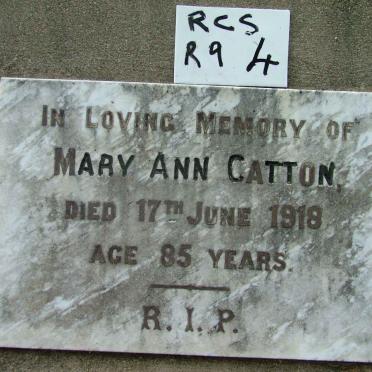 RCS
R9 4
IN LOVING MEMORY OF
MARY ANN CATTON,
DIED 17TH JUNE 1918
AGE 85 YEARS.
R. I. P.